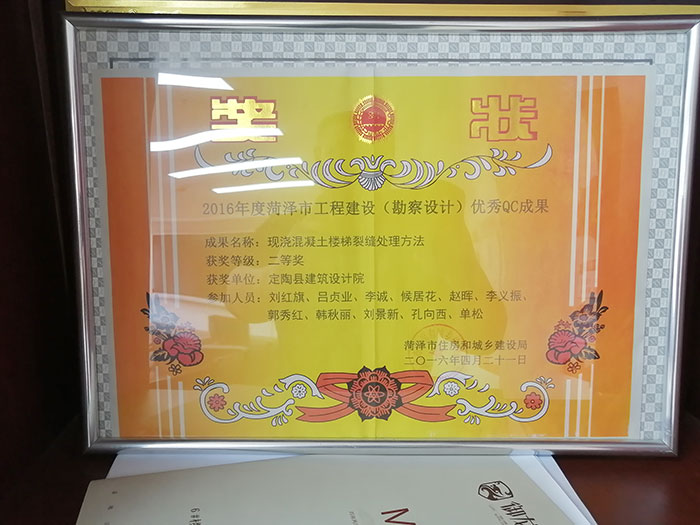 奖 状
2016年度菏泽市工程建设（勘察设计）优秀QC成果
成果名称：现浇混凝土楼梯裂缝处理方法
获奖等级：二等奖
获奖单位：定陶县建筑设计院
参加人员：刘红旗、吕贞业、李诚、候居花、赵晖、李义振、
郭秀红、韩秋丽、刘景新、孔向西、单松
菏泽市住房和城乡建设局
二〇一六年四月二十一日